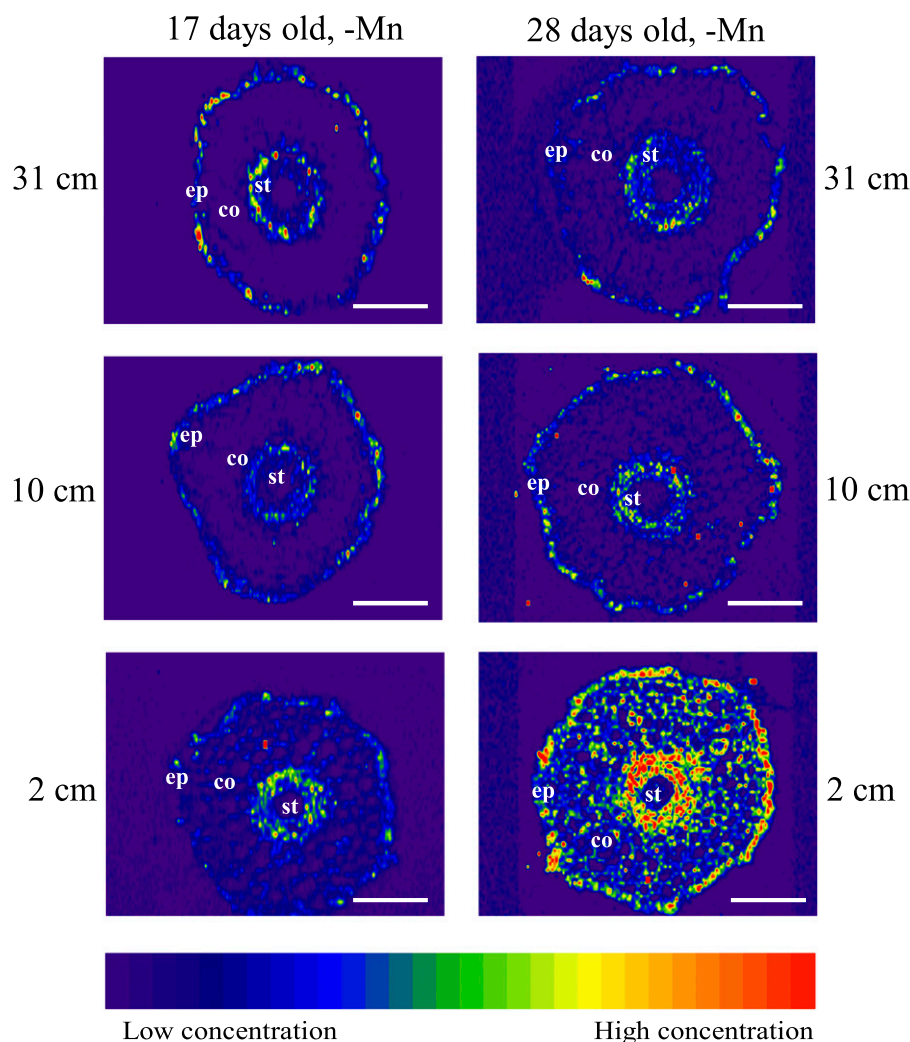 17 days old, -Mn
28 days old, -Mn
31 cm
ep
co
st
ep
co
st
31 cm
10 cm
ep
co
st
ep
co
st
10 cm
2 cm
ep
co
st
ep
co
st
2 cm
Low concentration
High concentration